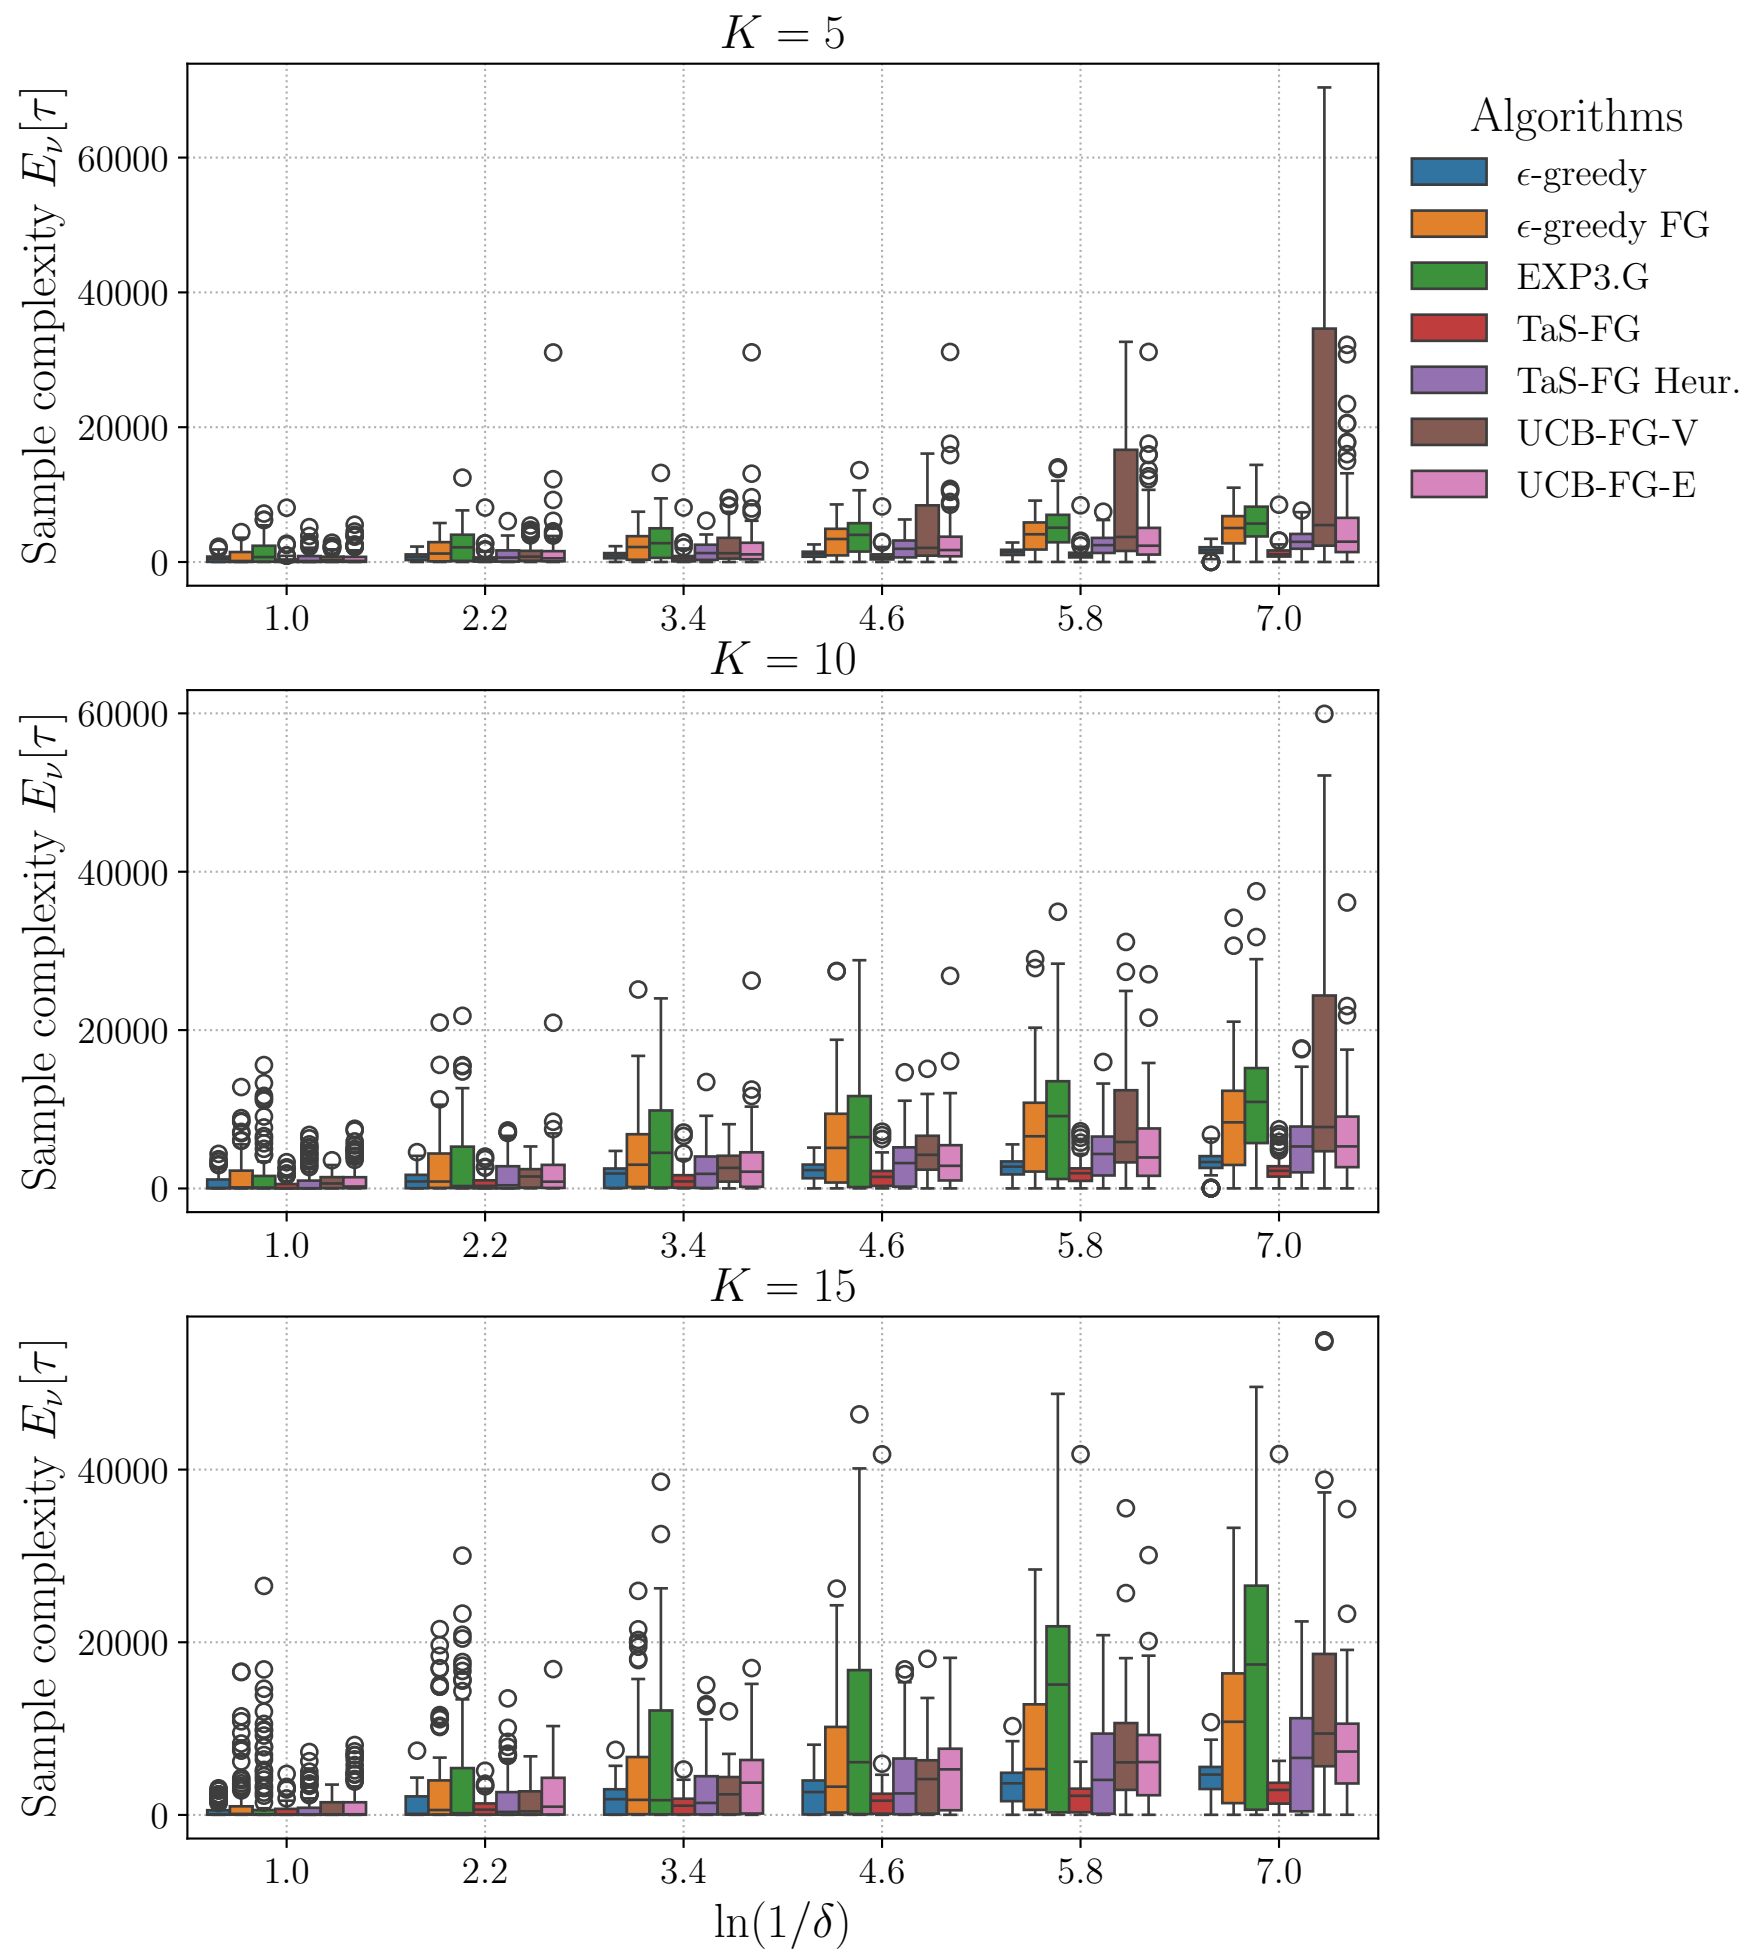 K = 5
Sample complexity E_ν[τ]
60000
40000
20000
0
1.0 2.2 3.4 4.6 5.8 7.0
Algorithms
ϵ-greedy
ϵ-greedy FG
EXP3.G
TaS-FG
TaS-FG Heur.
UCB-FG-V
UCB-FG-E
K = 10
Sample complexity E_ν[τ]
60000
40000
20000
0
1.0 2.2 3.4 4.6 5.8 7.0
K = 15
Sample complexity E_ν[τ]
40000
20000
0
1.0 2.2 3.4 4.6 5.8 7.0
ln(1/δ)